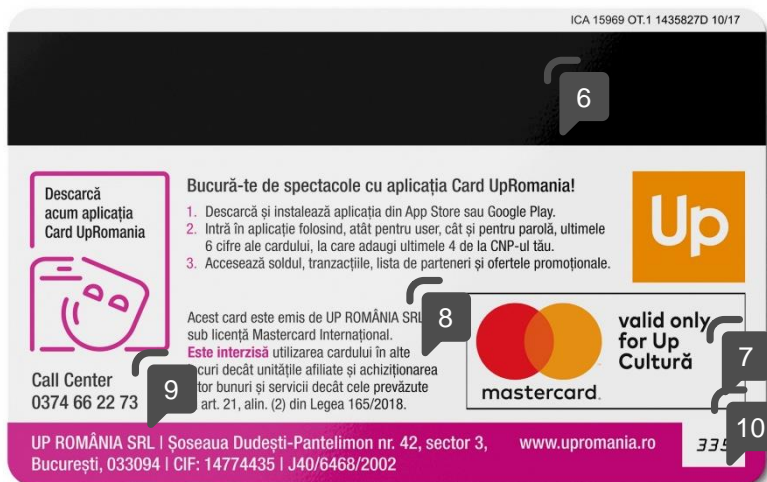 ICA 15969 OT.1 1435827D 10/17
6
Descarcă
acum aplicația
Card UpRomania
Bucură-te de spectacole cu aplicația Card UpRomania!
1. Descarcă și instalează aplicația din App Store sau Google Play.
2. Intră în aplicație folosind, atât pentru user, cât și pentru parolă, ultimele
6 cifre ale cardului, la care adaugi ultimele 4 de la CNP-ul tău.
3. Accesează soldul, tranzacțiile, lista de parteneri și ofertele promoționale.
Up
Acest card este emis de UP ROMÂNIA SRL
sub licență Mastercard Internațional.
Este interzisă utilizarea cardului în alte
decât unitățile afiliate și achiziționarea
bunuri și servicii decât cele prevăzute
art. 21, alin. (2) din Legea 165/2018.
8
mastercard
valid only
for Up
Cultură
7
Call Center
0374 66 22 73
9
UP ROMÂNIA SRL | Șoseaua Dudești-Pantelimon nr. 42, sector 3,
București, 033094 | CIF: 14774435 | J40/6468/2002
www.upromania.ro
335
10